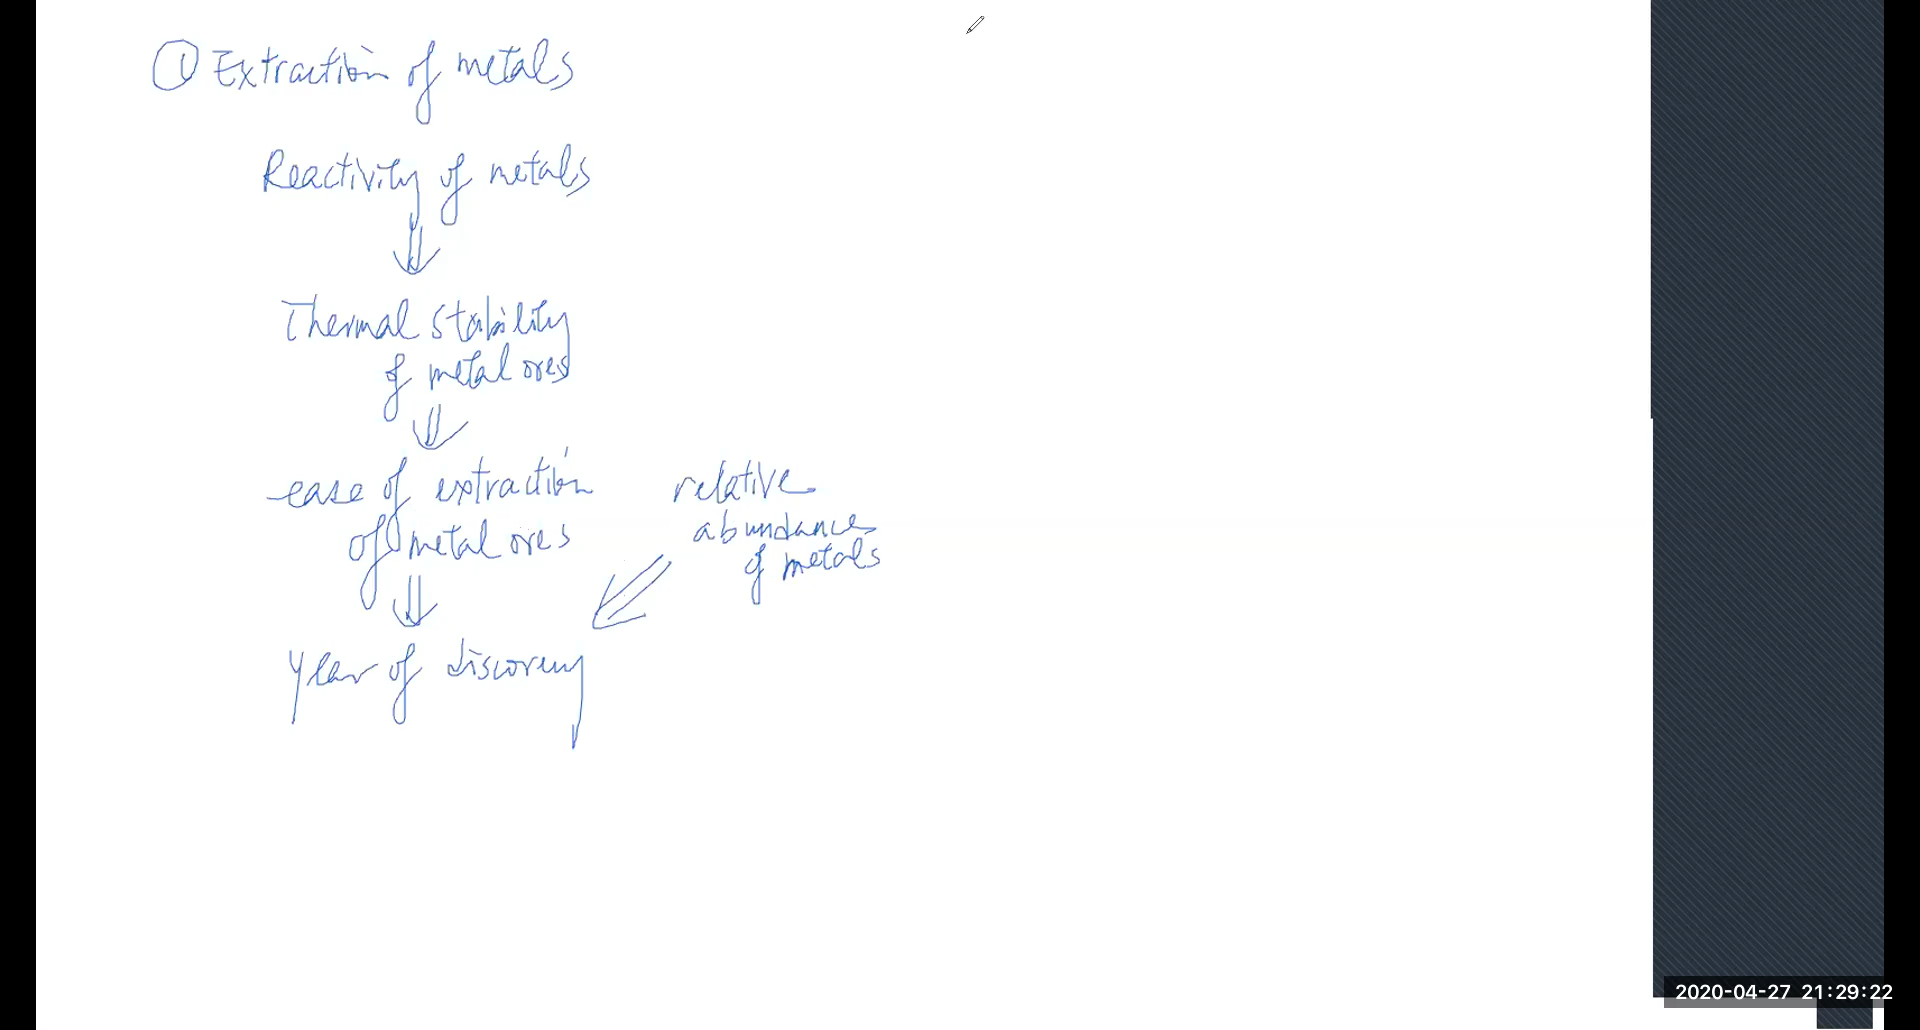 ① Extraction of metals
Reactivity of metals
⇓
Thermal stability
of metal ores
⇓
ease of extraction
of metal ores
relative
abundance
of metals
⇓
year of discovery
2020-04-27 21:29:22